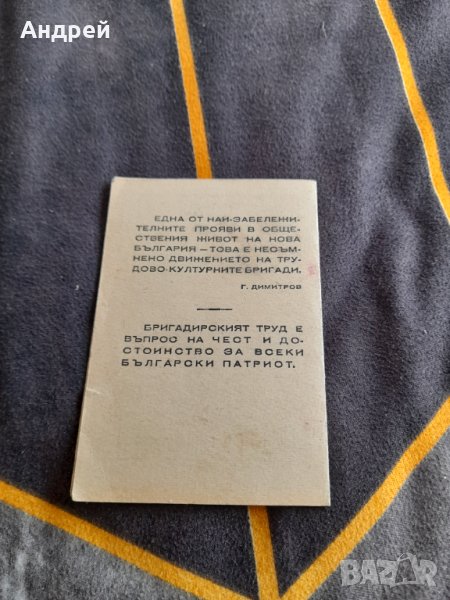 Андрей
ЕДНА ОТ НАЙ-ЗАБЕЛЕЖИ-
ТЕЛНИТЕ ПРОЯВИ В ОБЩЕ-
СТВЕНИЯ ЖИВОТ НА НОВА
БЪЛГАРИЯ — ТОВА Е НЕСЪМ-
НЕНО ДВИЖЕНИЕТО НА ТРУ-
ДОВО-КУЛТУРНИТЕ БРИГАДИ.
Г. ДИМИТРОВ
БРИГАДИРСКИЯТ ТРУД Е
ВЪПРОС НА ЧЕСТ И ДО-
СТОИНСТВО ЗА ВСЕКИ
БЪЛГАРСКИ ПАТРИОТ.
BAZAR